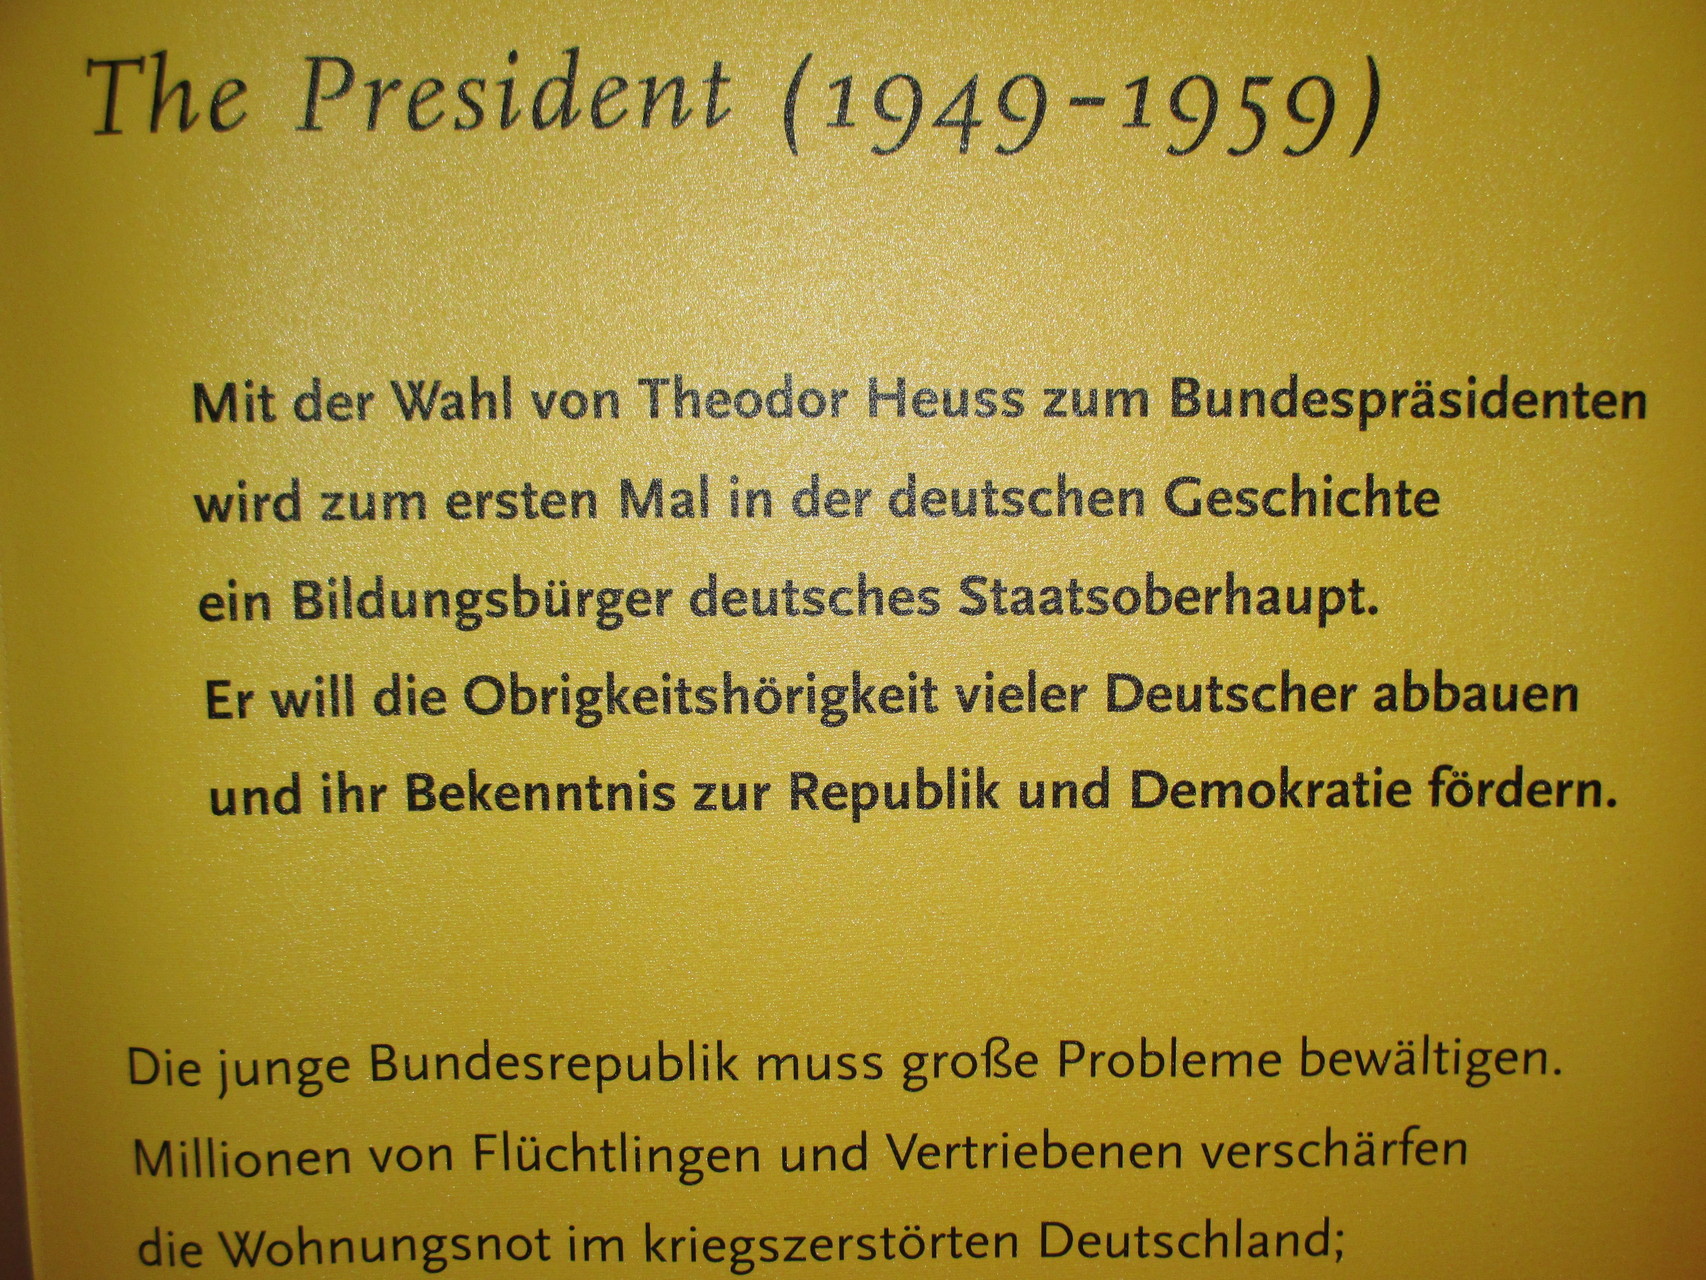 The President (1949-1959)
Mit der Wahl von Theodor Heuss zum Bundespräsidenten
wird zum ersten Mal in der deutschen Geschichte
ein Bildungsbürger deutsches Staatsoberhaupt.
Er will die Obrigkeitshörigkeit vieler Deutscher abbauen
und ihr Bekenntnis zur Republik und Demokratie fördern.
Die junge Bundesrepublik muss große Probleme bewältigen.
Millionen von Flüchtlingen und Vertriebenen verschärfen
die Wohnungsnot im kriegszerstörten Deutschland;